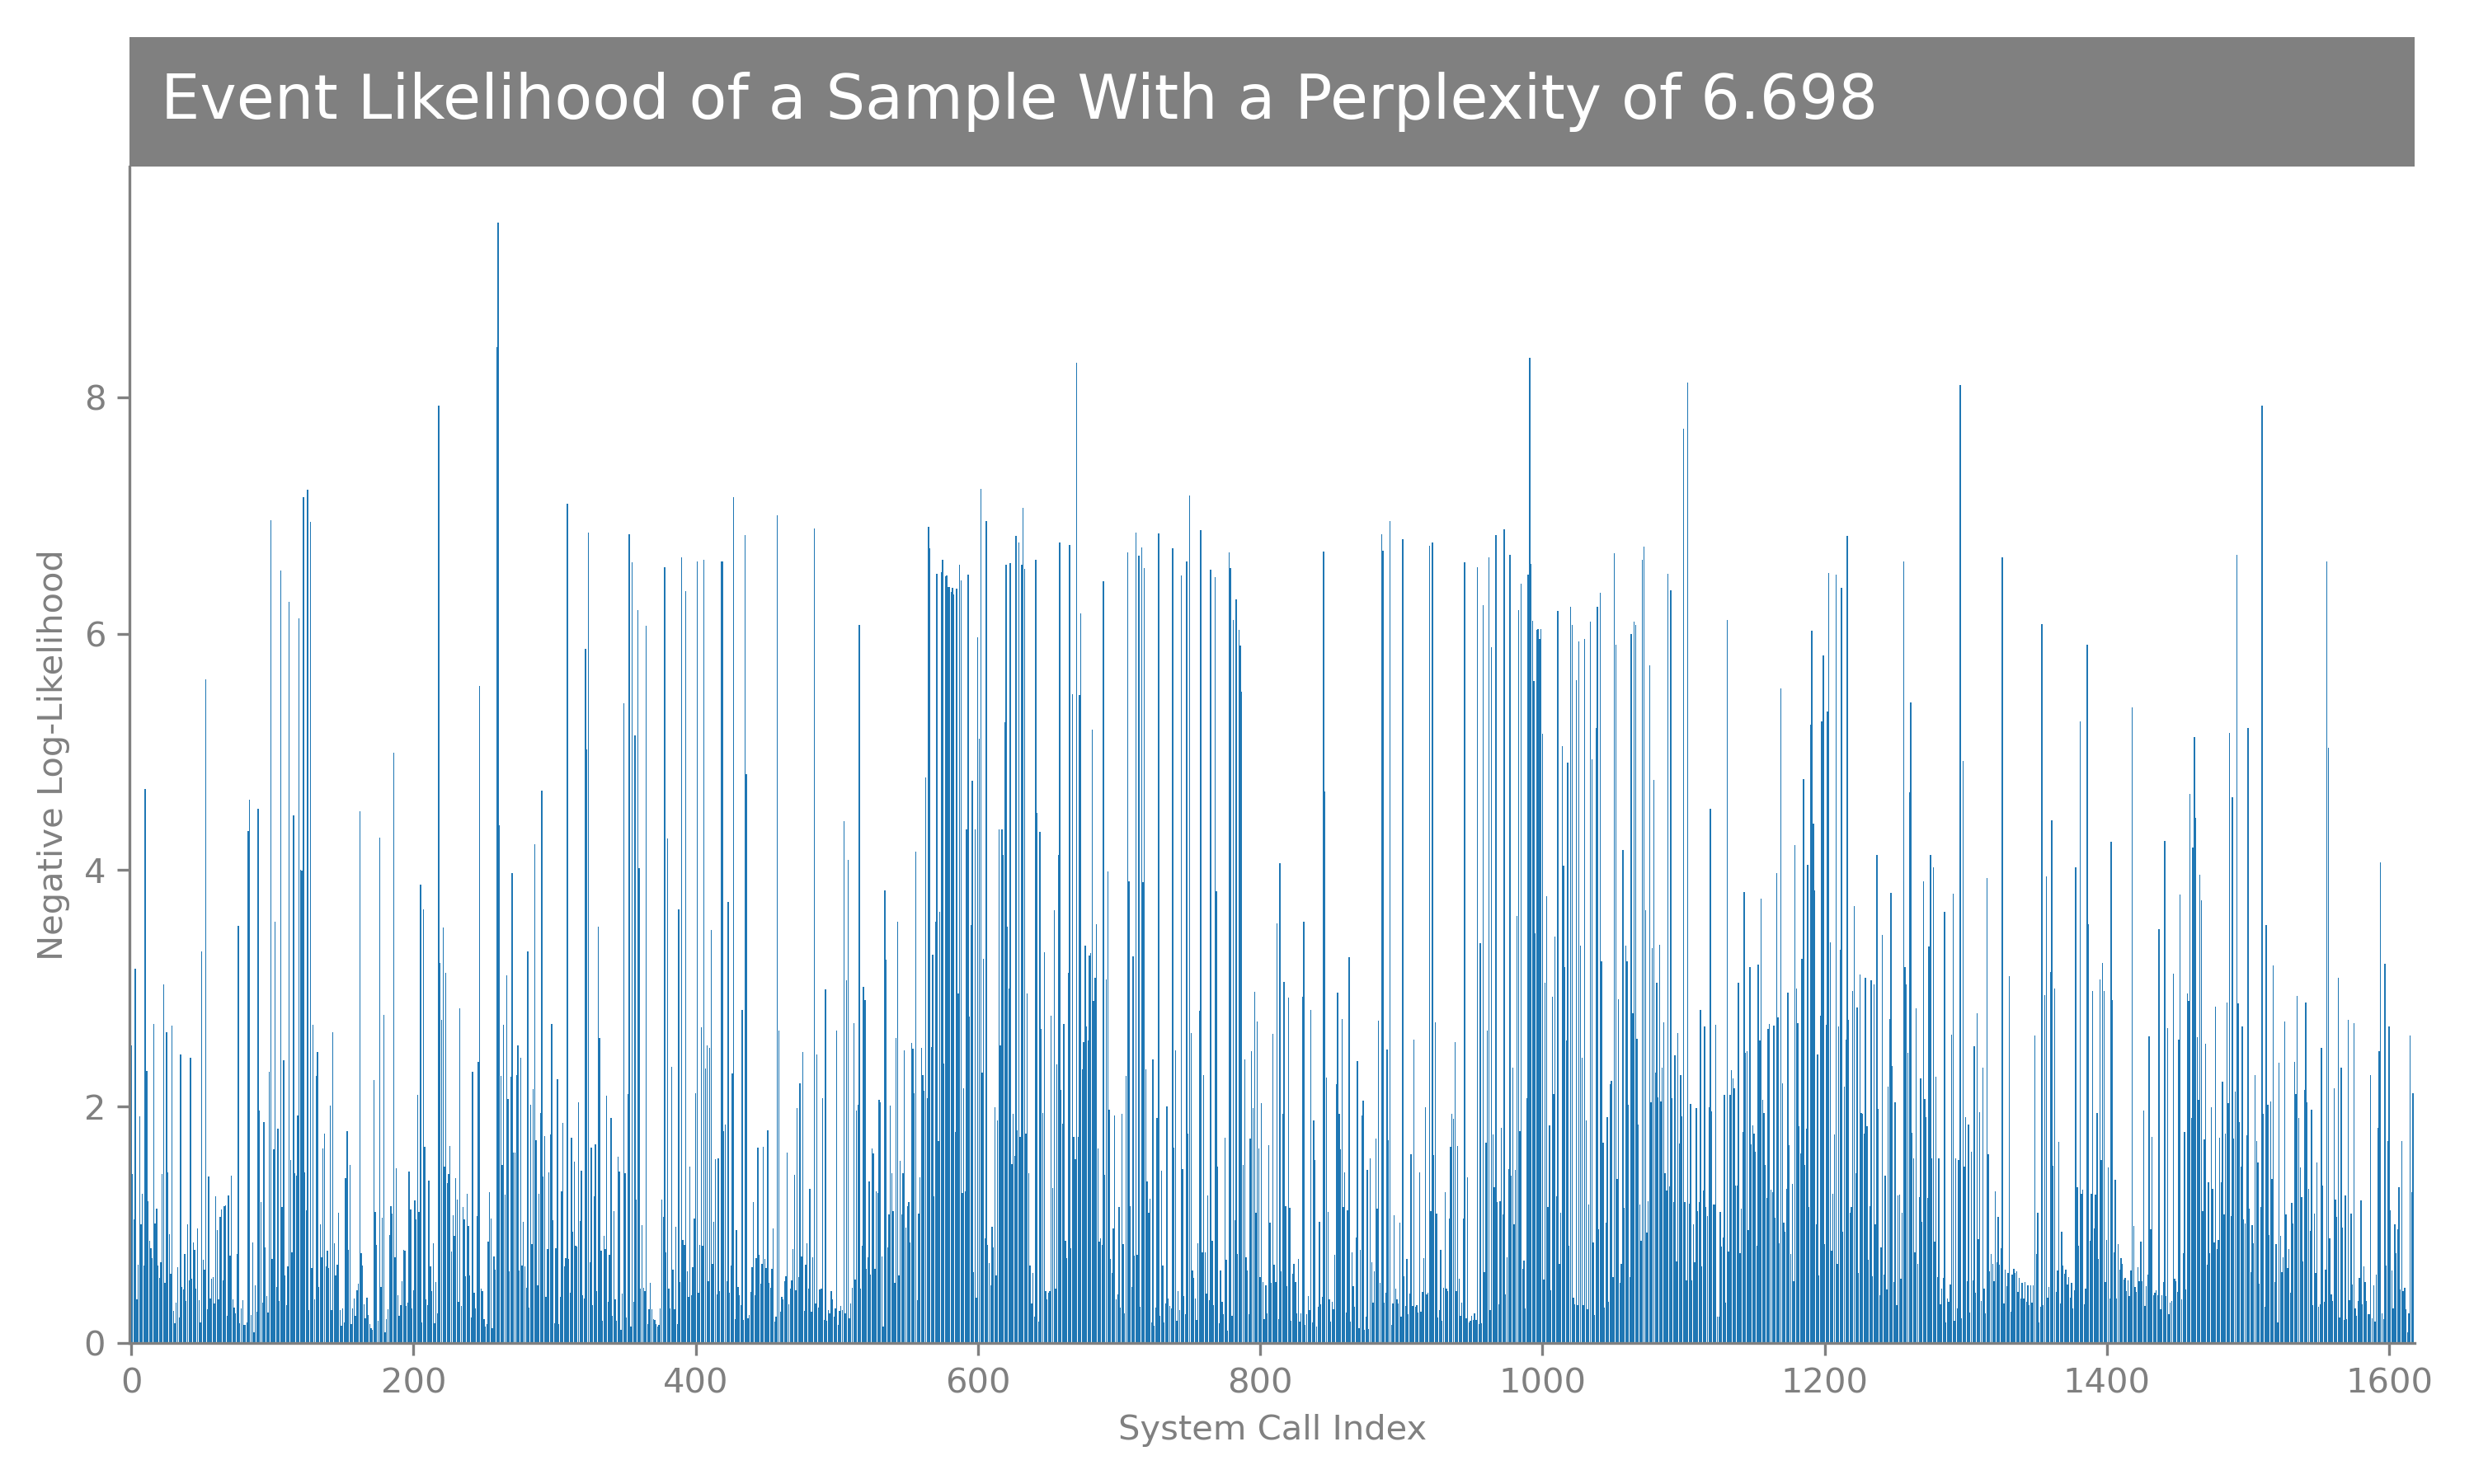 Event Likelihood of a Sample With a Perplexity of 6.698
Negative Log-Likelihood
8
6
4
2
0
0 200 400 600 800 1000 1200 1400 1600
System Call Index